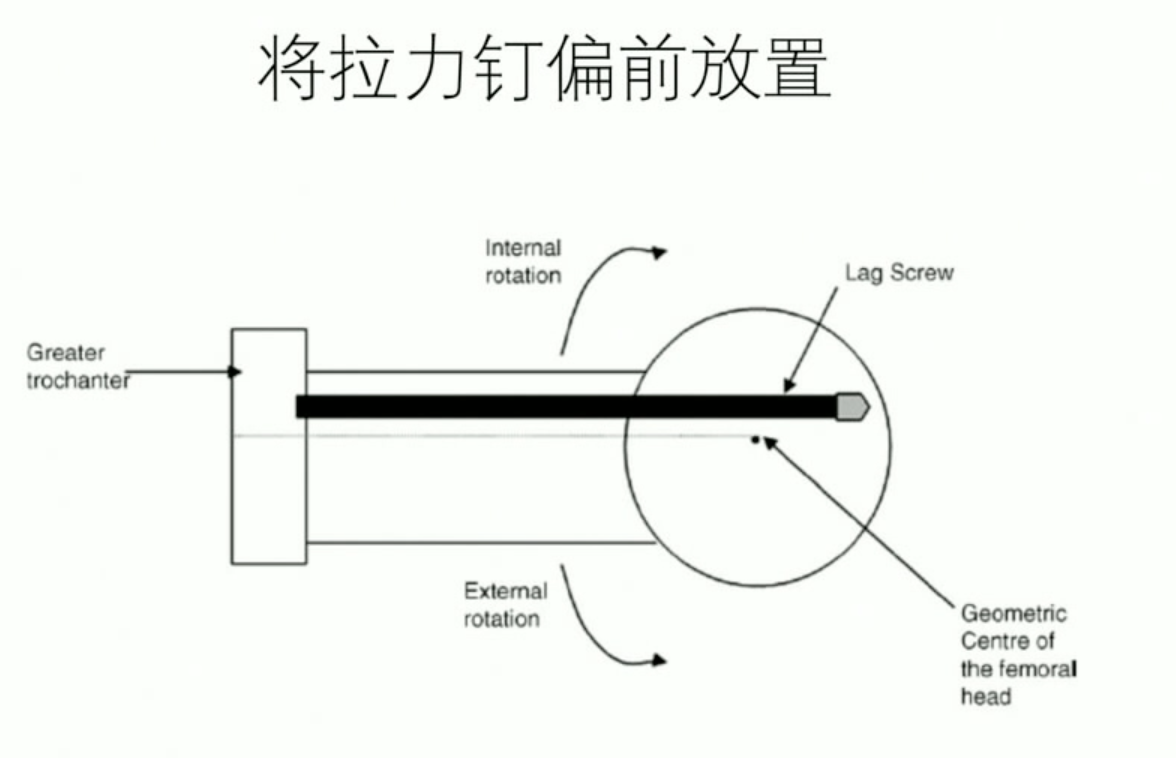 将拉力钉偏前放置
Internal
rotation
Lag Screw
Greater
trochanter
External
rotation
Geometric
Centre of
the femoral
head